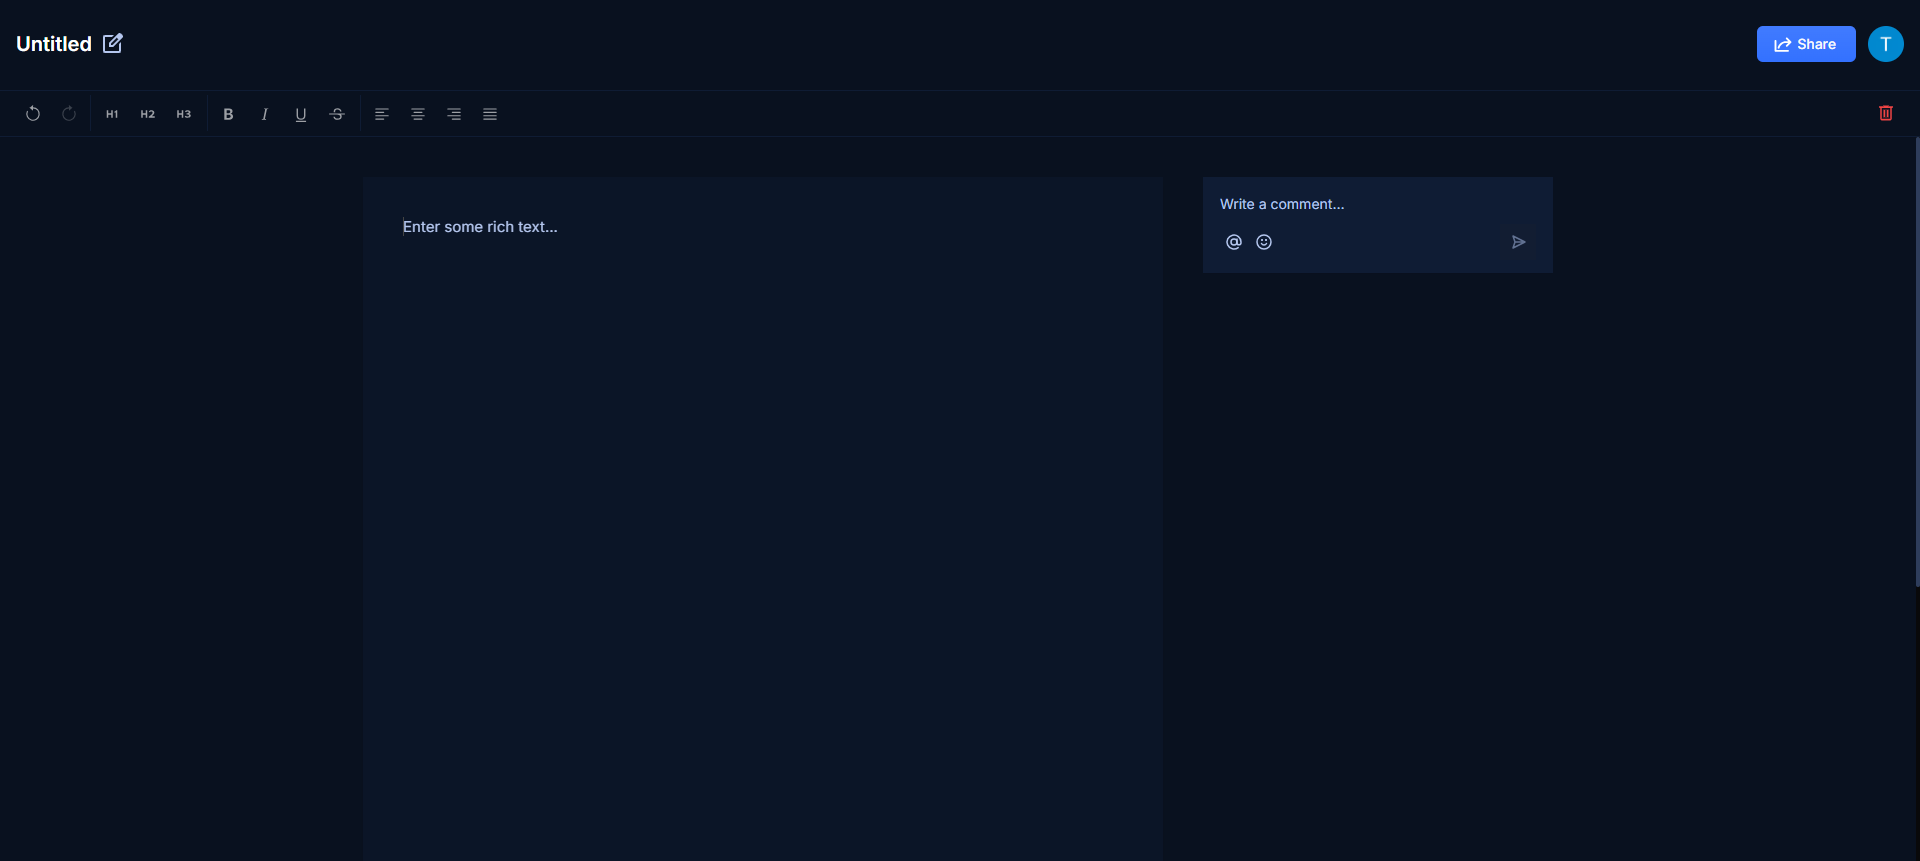 Untitled
Share
T
H1 H2 H3 B I U S
Enter some rich text...
Write a comment...